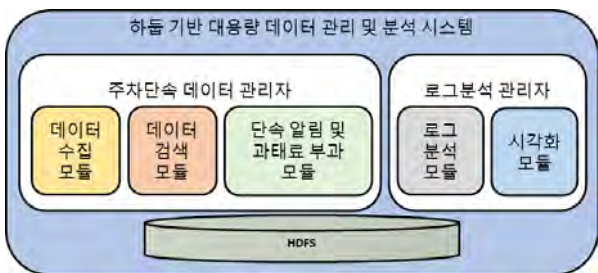 하둡 기반 대용량 데이터 관리 및 분석 시스템
주차단속 데이터 관리자
데이터
수집
모듈
데이터
검색
모듈
단속 알림 및
과태료 부과
모듈
로그분석 관리자
로그
분석
모듈
시각화
모듈
HDFS